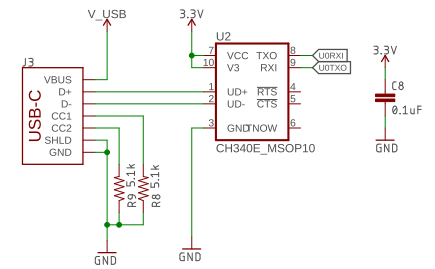 V_USB
3.3V
3.3V
J3
U2
USB-C
VBUS
D+
D-
CC1
CC2
SHLD
GND
7
10
1
2
3
VCC
V3
UD+
UD-
GND
TXO
RXI
RTS
CTS
TNOW
8
9
4
5
6
U0RXI
U0TXO
CH340E_MSOP10
C8
0.1uF
GND
R9 5.1k
R8 5.1k
GND
GND